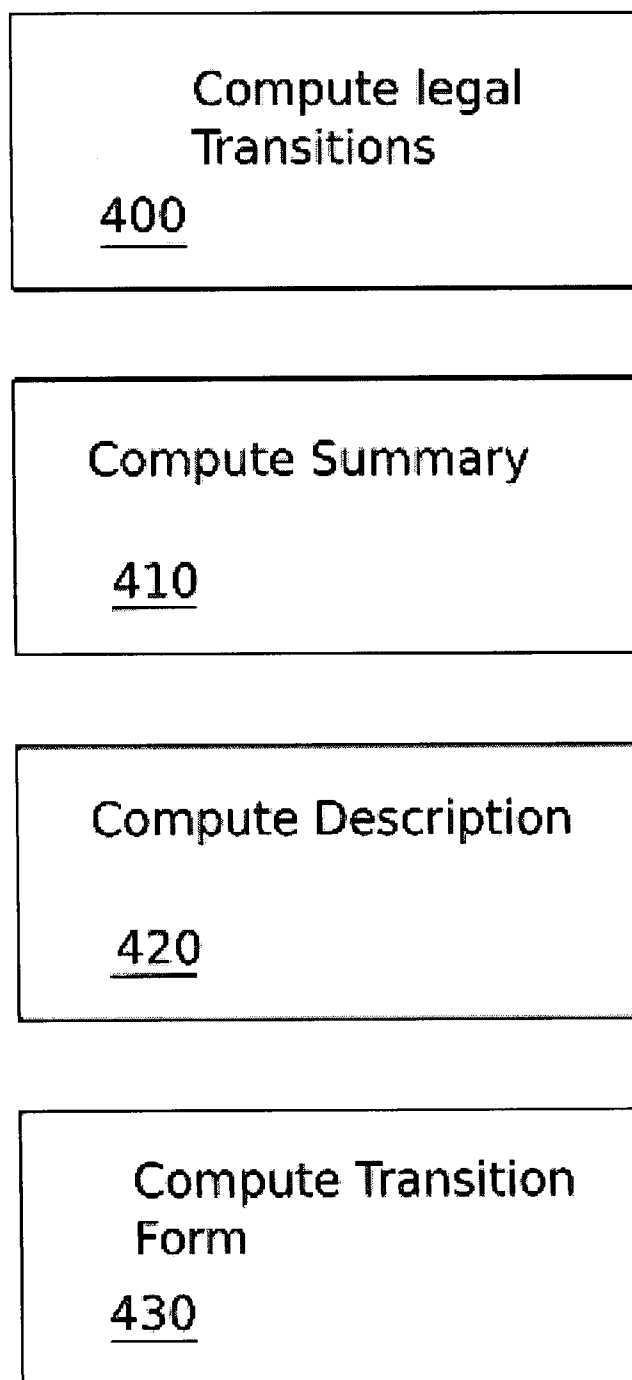 Compute legal
Transitions
400
Compute Summary
410
Compute Description
420
Compute Transition
Form
430